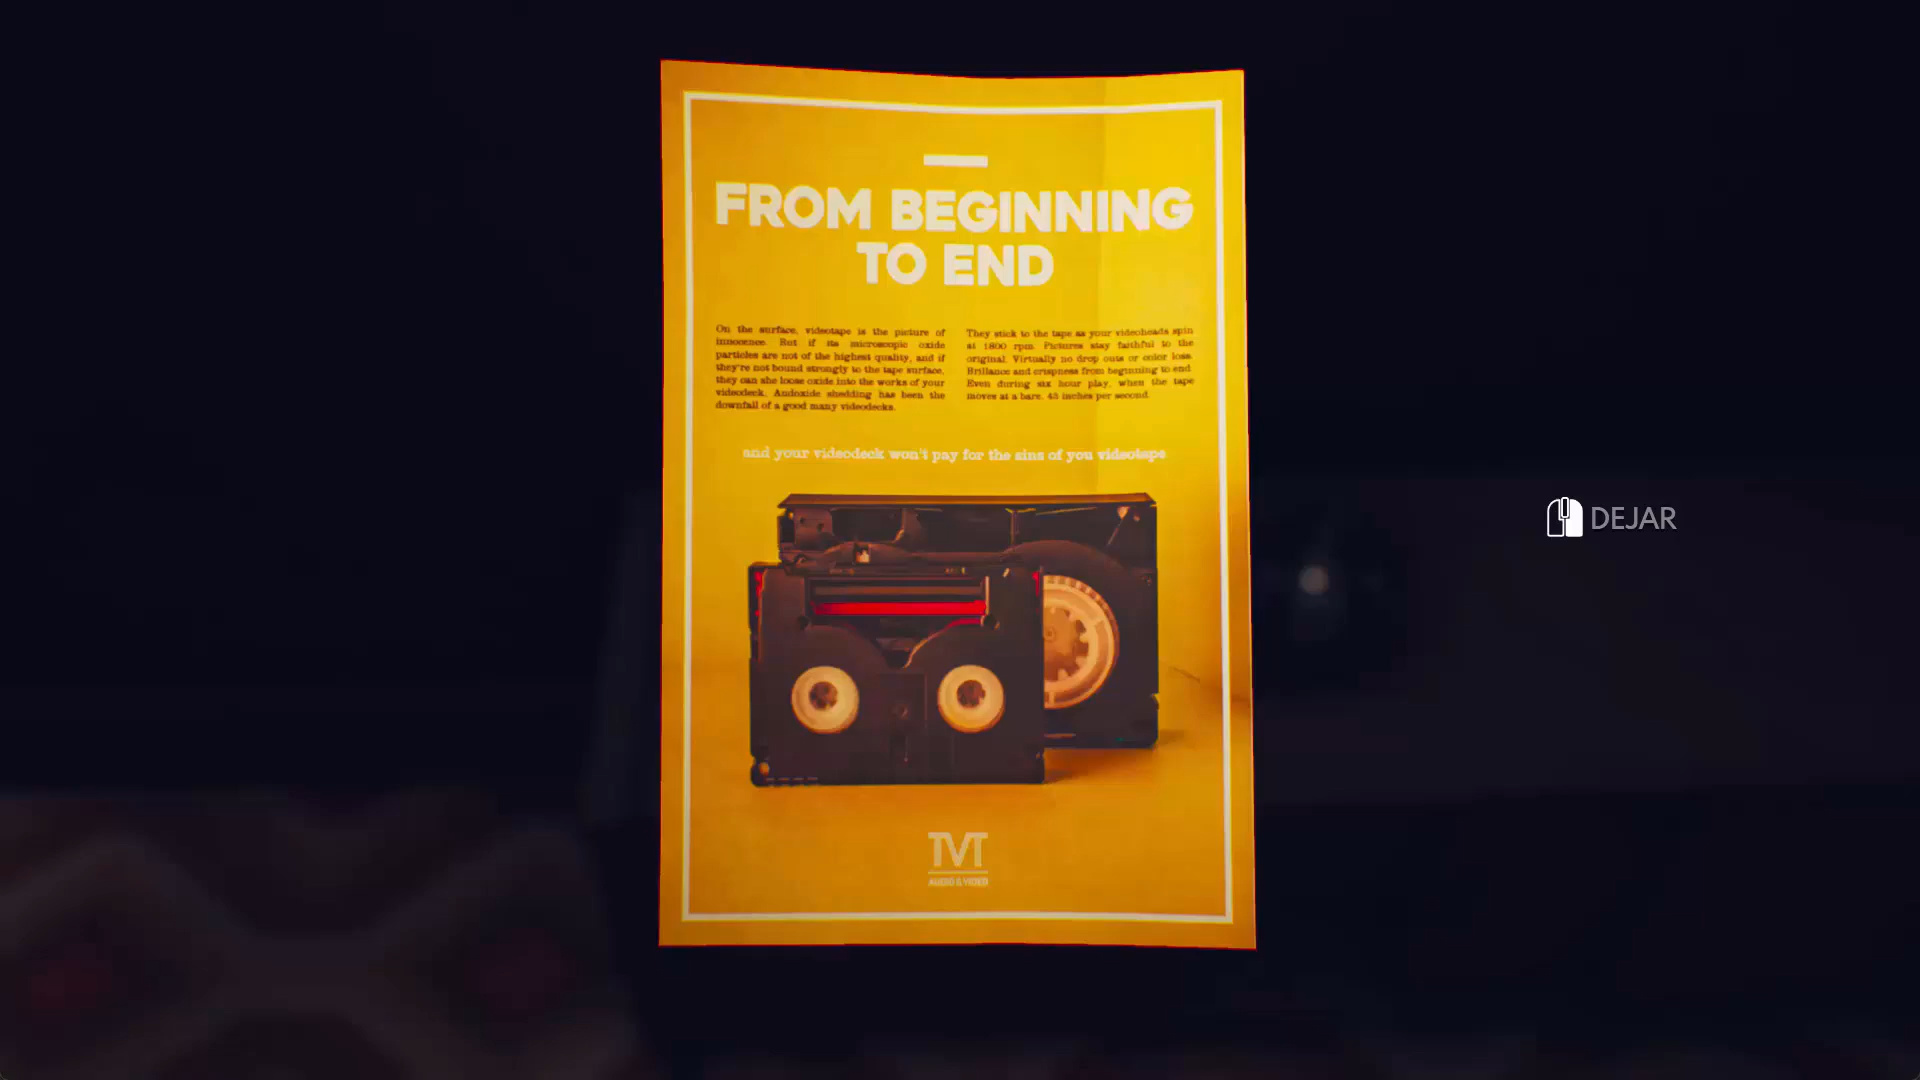 FROM BEGINNING
TO END
On the surface, videotape is the picture of
innocence. But if its microscopic oxide
particles are not of the highest quality, and if
they're not bound strongly to the tape surface,
they can she loose oxide into the works of your
videodeck. Andoxide shedding has been the
downfall of a good many videodecks.
They stick to the tape as your videoheads spin
at 1800 rpm. Pictures stay faithful to the
original. Virtually no drop outs or color loss.
Brillance and crispness from beginning to end.
Even during six hour play, when the tape
moves at a bare. 43 inches per second.
and your videodeck won't pay for the sins of you videotape
TVT
AUDIO & VIDEO
DEJAR